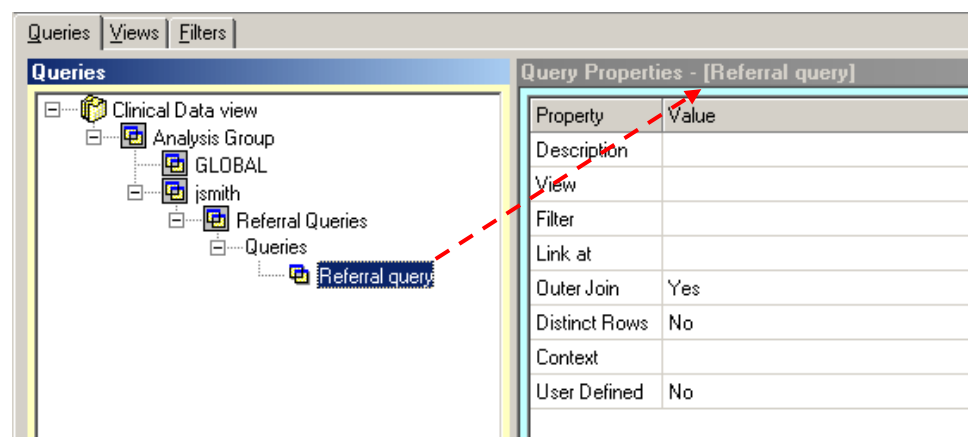 Queries Views Filters
Queries
Clinical Data view
Analysis Group
GLOBAL
jsmith
Referral Queries
Queries
Referral query
Query Properties - [Referral query]
Property Value
Description
View
Filter
Link at
Outer Join Yes
Distinct Rows No
Context
User Defined No